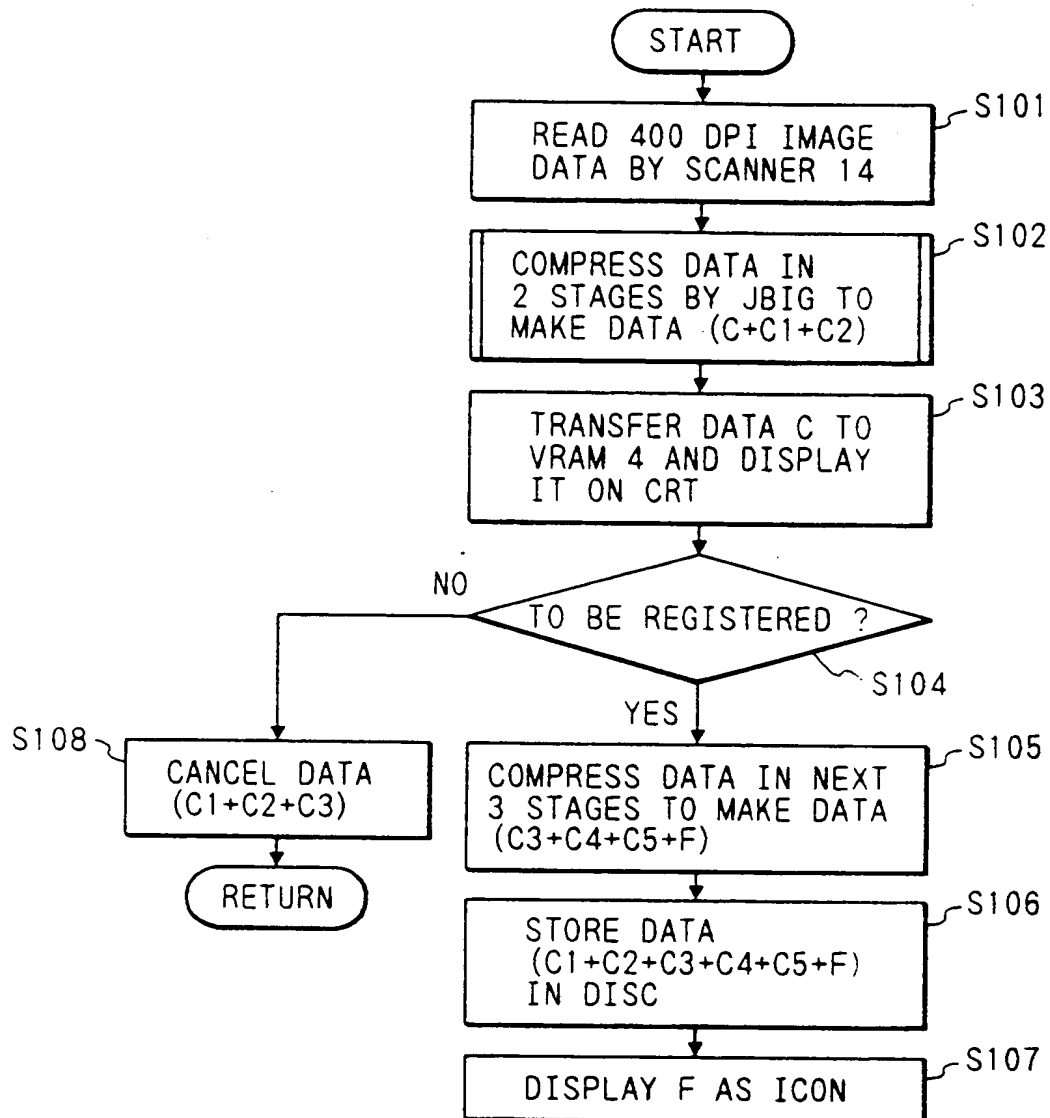 START
S101
READ 400 DPI IMAGE
DATA BY SCANNER 14
S102
COMPRESS DATA IN
2 STAGES BY JBIG TO
MAKE DATA (C+C1+C2)
S103
TRANSFER DATA C TO
VRAM 4 AND DISPLAY
IT ON CRT
NO
TO BE REGISTERED ?
S104
YES
S108
CANCEL DATA
(C1+C2+C3)
RETURN
S105
COMPRESS DATA IN NEXT
3 STAGES TO MAKE DATA
(C3+C4+C5+F)
S106
STORE DATA
(C1+C2+C3+C4+C5+F)
IN DISC
S107
DISPLAY F AS ICON